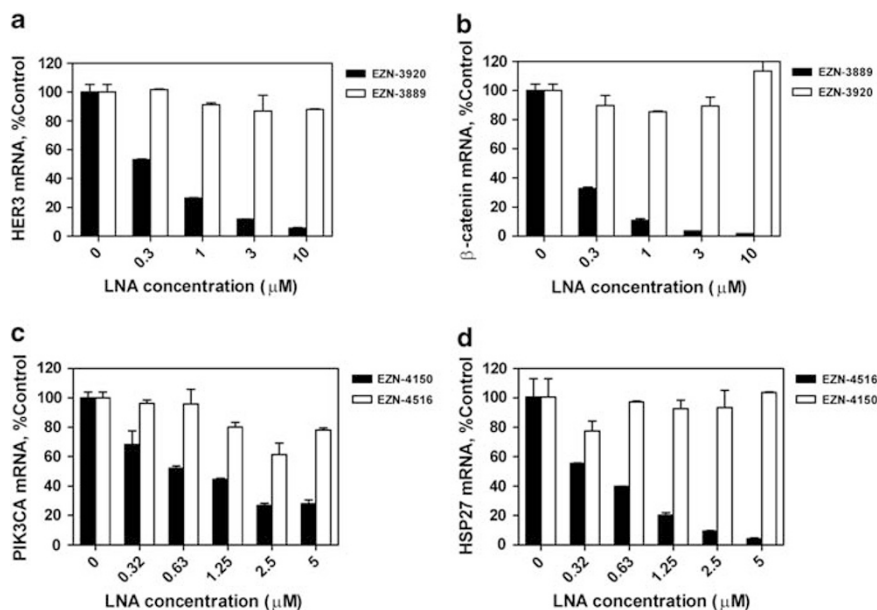 a
HER3 mRNA, %Control
120
100
80
60
40
20
0
0
0.3
1
3
10
LNA concentration (μM)
EZN-3920
EZN-3889
b
β-catenin mRNA, %Control
120
100
80
60
40
20
0
0
0.3
1
3
10
LNA concentration (μM)
EZN-3889
EZN-3920
c
PIK3CA mRNA, %Control
120
100
80
60
40
20
0
0
0.32
0.63
1.25
2.5
5
LNA concentration (μM)
EZN-4150
EZN-4516
d
HSP27 mRNA, %Control
120
100
80
60
40
20
0
0
0.32
0.63
1.25
2.5
5
LNA concentration (μM)
EZN-4516
EZN-4150